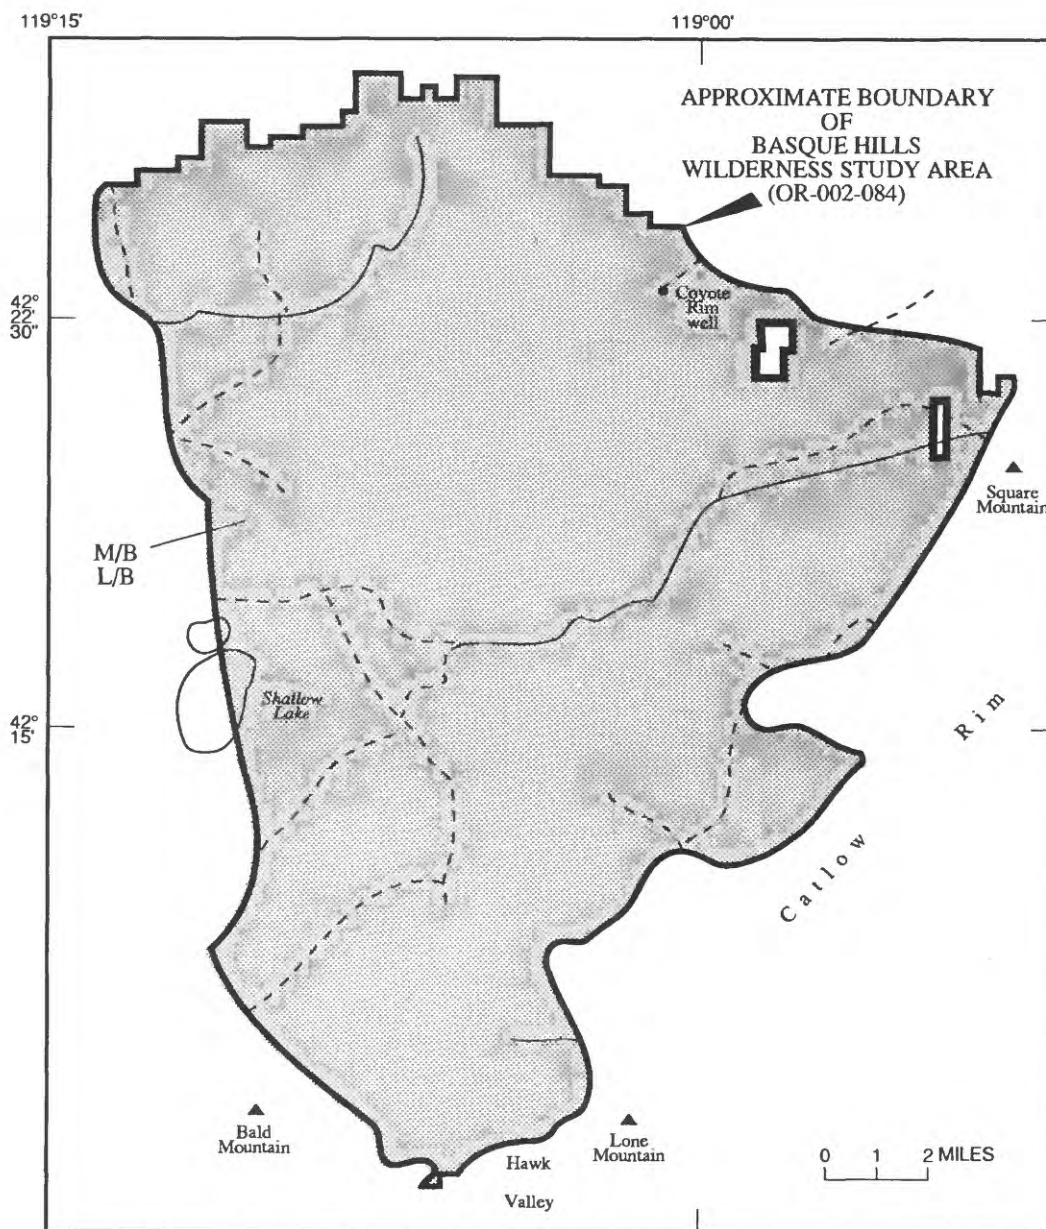 119°15'
119°00'
APPROXIMATE BOUNDARY
OF
BASQUE HILLS
WILDERNESS STUDY AREA
(OR-002-084)
42°
22'
30"
Coyote
Rim
well
Square
Mountain
M/B
L/B
Shallow
Lake
42°
15'
Rim
Catlow
Bald
Mountain
Lone
Mountain
Hawk
Valley
0 1 2 MILES